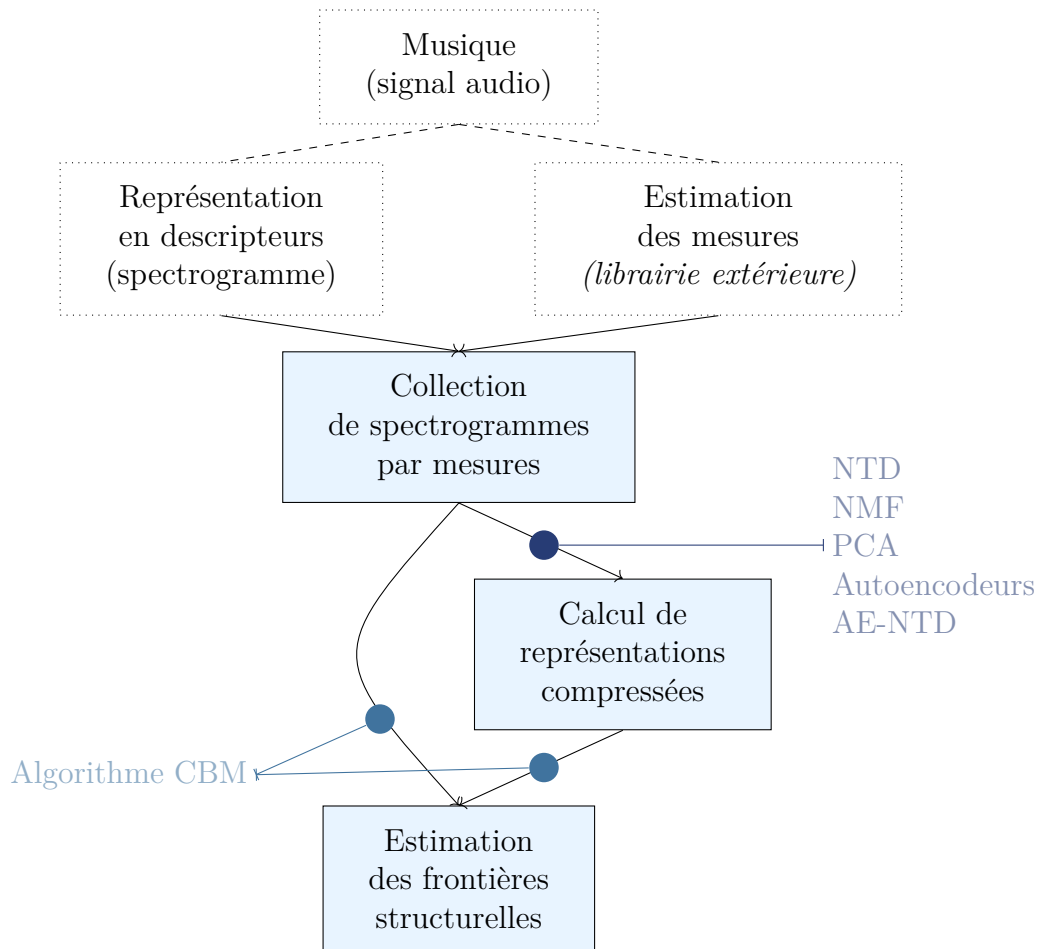 Musique
(signal audio)
Représentation
en descripteurs
(spectrogramme)
Estimation
des mesures
(librairie extérieure)
Collection
de spectrogrammes
par mesures
NTD
NMF
PCA
Autoencodeurs
AE-NTD
Calcul de
représentations
compressées
Algorithme CBM
Estimation
des frontières
structurelles